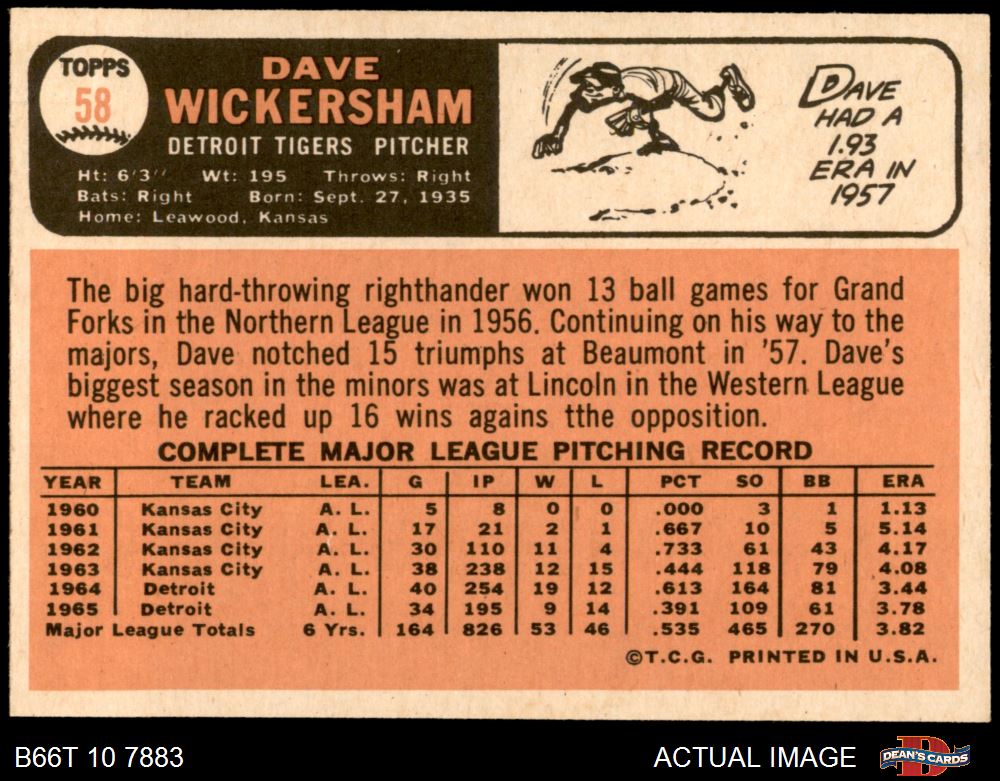 TOPPS
58
DAVE
WICKERSHAM
DETROIT TIGERS PITCHER
Ht: 6'3" Wt: 195 Throws: Right
Bats: Right Born: Sept. 27, 1935
Home: Leawood, Kansas
DAVE
HAD A
1.93
ERA IN
1957
The big hard-throwing righthander won 13 ball games for Grand
Forks in the Northern League in 1956. Continuing on his way to the
majors, Dave notched 15 triumphs at Beaumont in '57. Dave's
biggest season in the minors was at Lincoln in the Western League
where he racked up 16 wins agains tthe opposition.
COMPLETE MAJOR LEAGUE PITCHING RECORD
YEAR TEAM LEA. G IP W L PCT SO BB ERA
1960 Kansas City A. L. 5 8 0 0 .000 3 1 1.13
1961 Kansas City A. L. 17 21 2 1 .667 10 5 5.14
1962 Kansas City A. L. 30 110 11 4 .733 61 43 4.17
1963 Kansas City A. L. 38 238 12 15 .444 118 79 4.08
1964 Detroit A. L. 40 254 19 12 .613 164 81 3.44
1965 Detroit A. L. 34 195 9 14 .391 109 61 3.78
Major League Totals 6 Yrs. 164 826 53 46 .535 465 270 3.82
©T.C.G. PRINTED IN U.S.A.
B66T 10 7883
ACTUAL IMAGE
DEAN'S CARDS